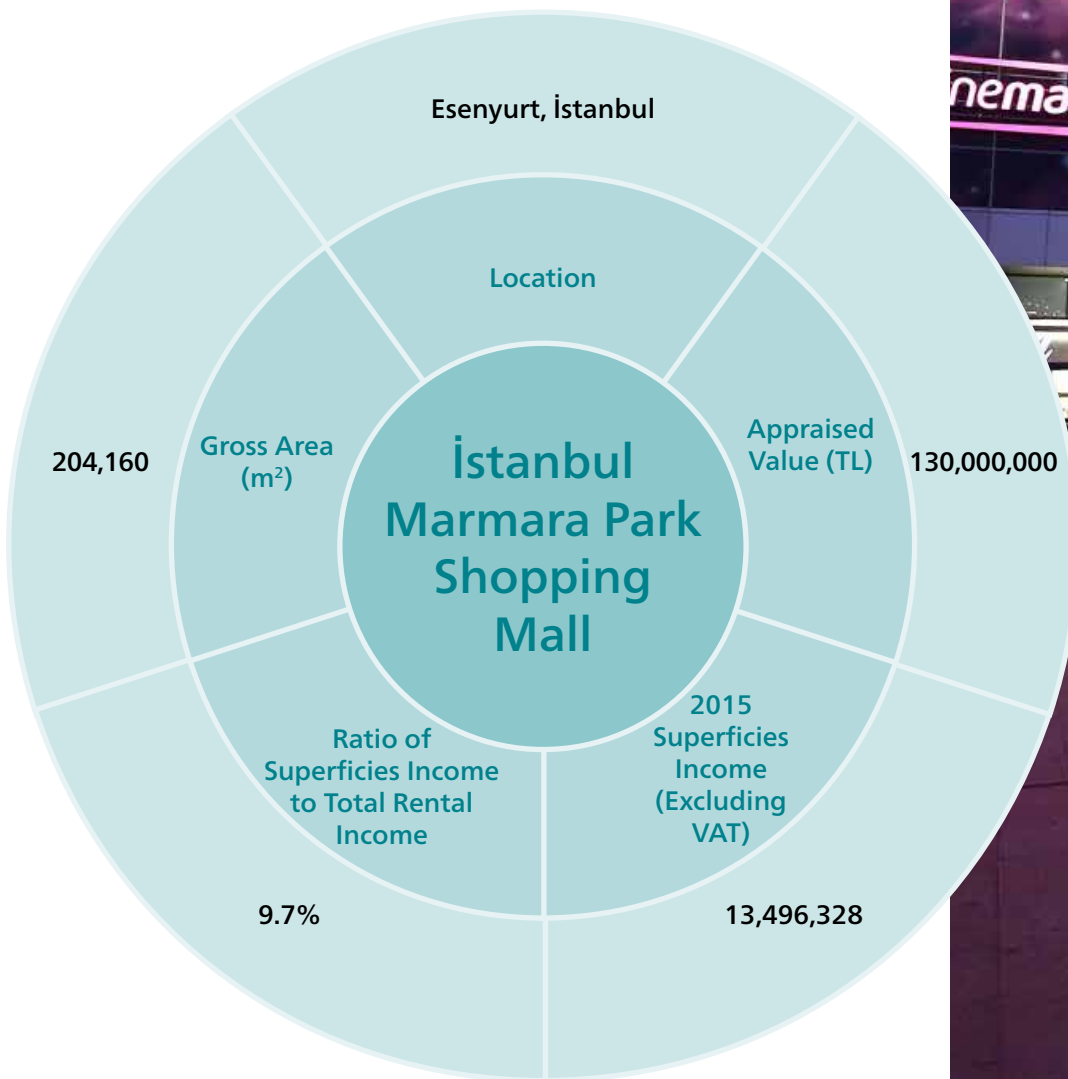 Esenyurt, İstanbul
Location
Appraised
Value (TL)
130,000,000
Gross Area
(m²)
204,160
İstanbul
Marmara Park
Shopping
Mall
2015
Superficies
Income
(Excluding
VAT)
13,496,328
Ratio of
Superficies Income
to Total Rental
Income
9.7%